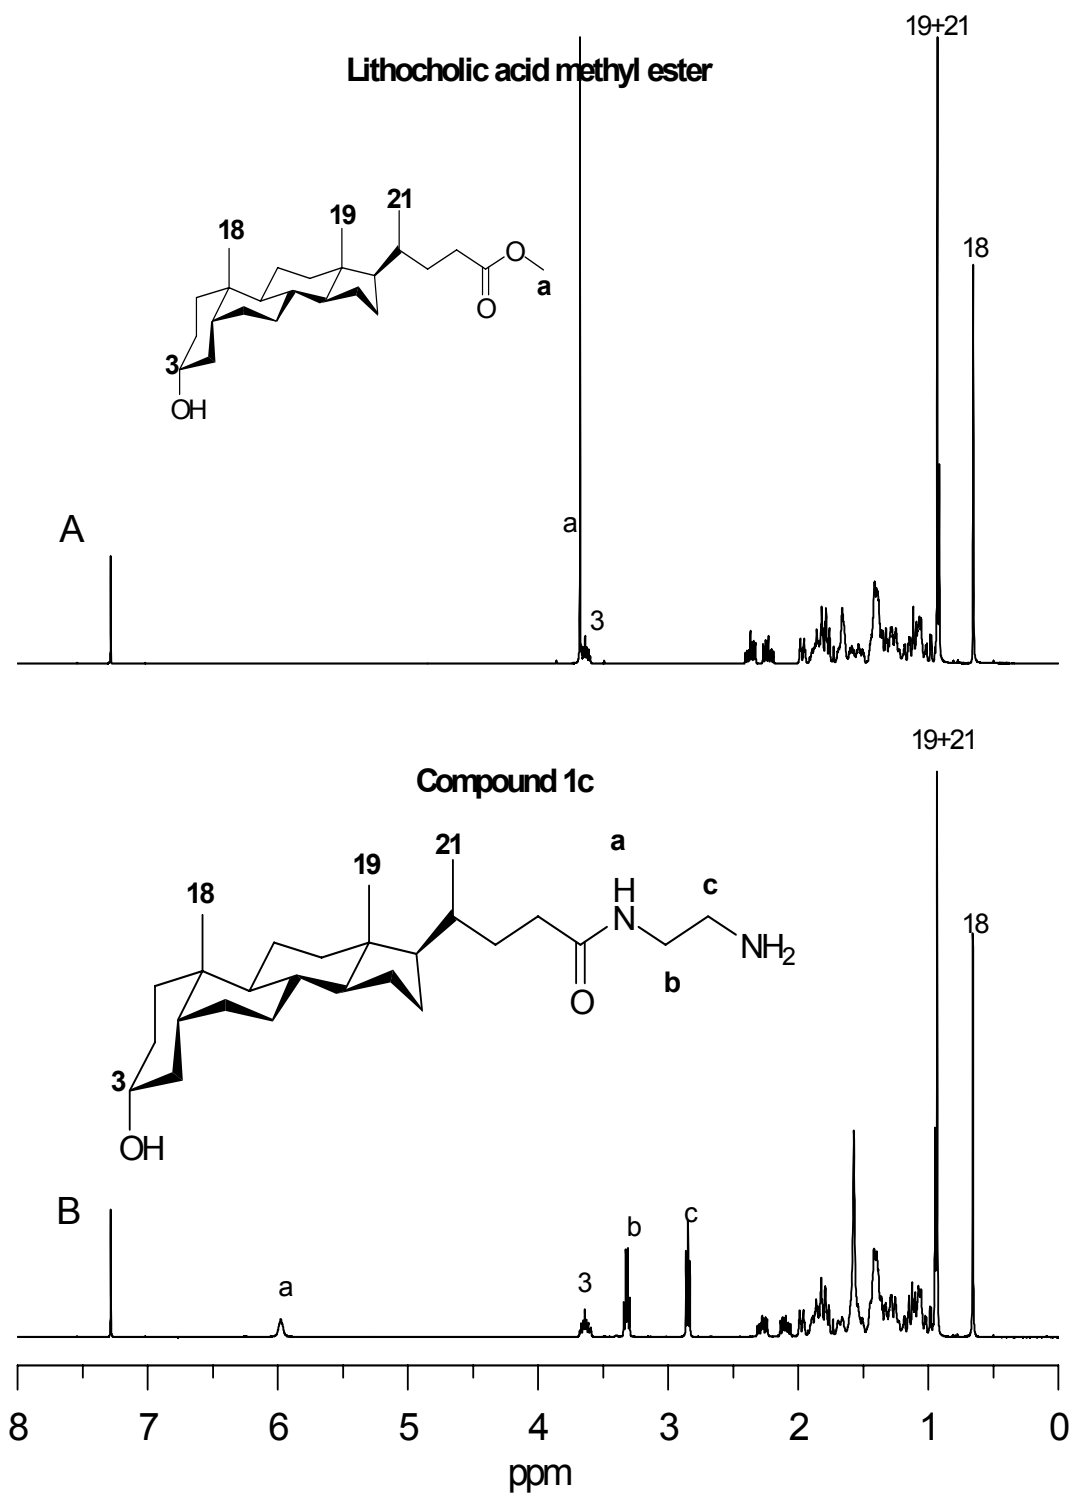 19+21
Lithocholic acid methyl ester
21
19
18
O
a
O
18
3
OH
a
A
3
19+21
Compound 1c
21
a
19
H
c
18
N
NH2
18
b
O
3
OH
B
b
c
a
3
8 7 6 5 4 3 2 1 0
ppm